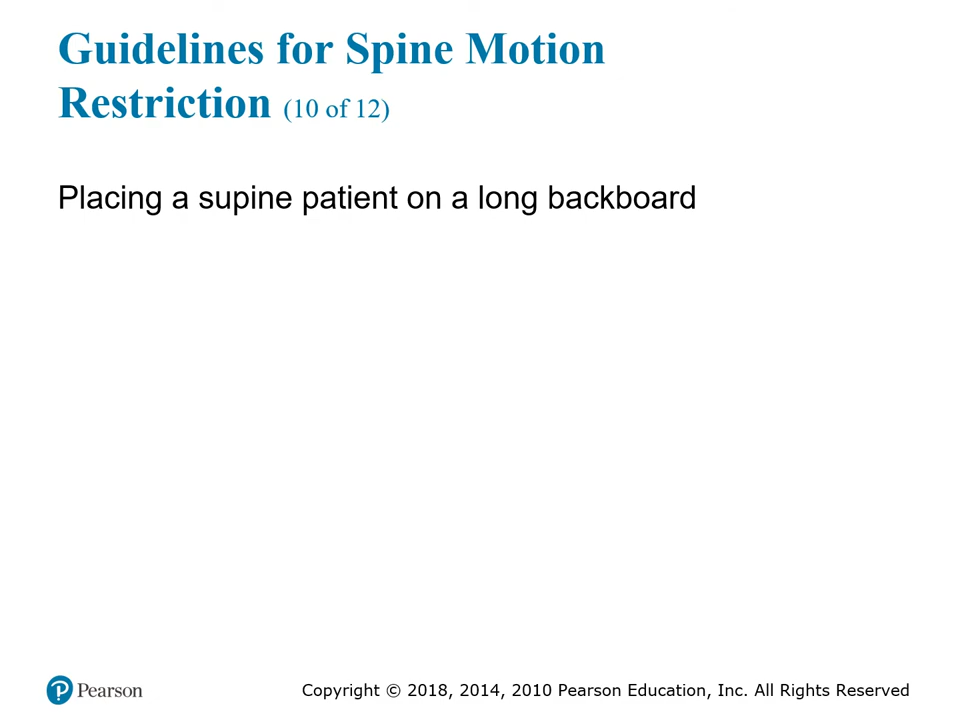 Guidelines for Spine Motion
Restriction (10 of 12)
Placing a supine patient on a long backboard
Pearson
Copyright © 2018, 2014, 2010 Pearson Education, Inc. All Rights Reserved